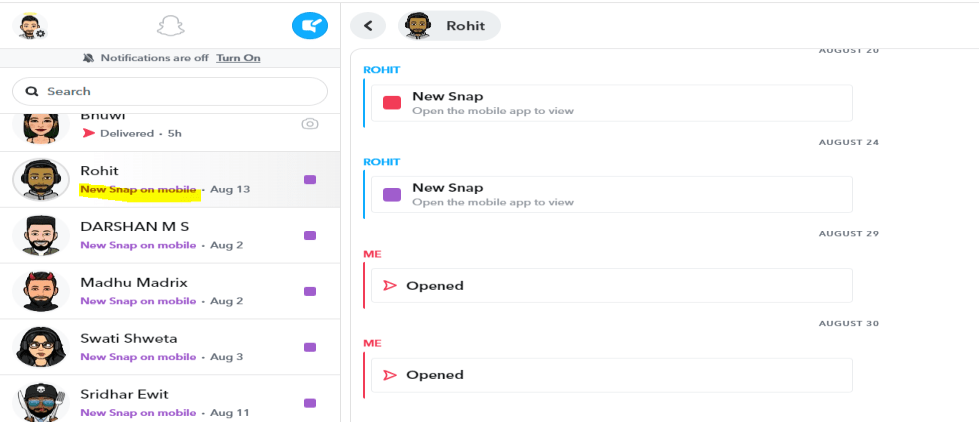 Notifications are off Turn On
Search
Bhuwi
Delivered · 5h
Rohit
New Snap on mobile · Aug 13
DARSHAN M S
New Snap on mobile · Aug 2
Madhu Madrix
New Snap on mobile · Aug 2
Swati Shweta
New Snap on mobile · Aug 3
Sridhar Ewit
New Snap on mobile · Aug 11
Rohit
AUGUST 20
ROHIT
New Snap
Open the mobile app to view
AUGUST 24
ROHIT
New Snap
Open the mobile app to view
AUGUST 29
ME
Opened
AUGUST 30
ME
Opened